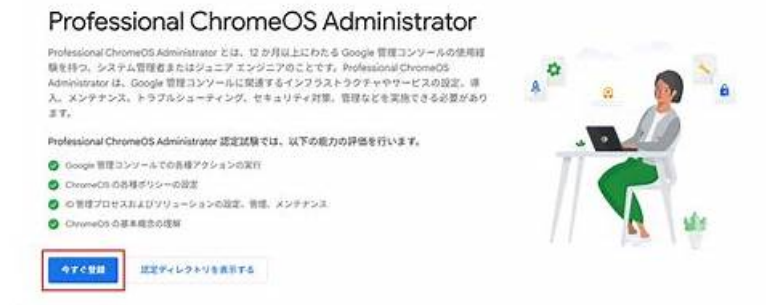 Professional ChromeOS Administrator
Professional ChromeOS Administrator とは、12 か月以上にわたる Google 管理コンソールの使用経
験を持つ、システム管理者またはジュニア エンジニアのことです。Professional ChromeOS
Administrator は、Google 管理コンソールに関連するインフラストラクチャやサービスの設定、導
入、メンテナンス、トラブルシューティング、セキュリティ対策、管理などを実施できる必要があり
ます。
Professional ChromeOS Administrator 認定試験では、以下の能力の評価を行います。
Google 管理コンソールでの各種アクションの実行
ChromeOS の各種ポリシーの設定
ID 管理プロセスおよびソリューションの設定、管理、メンテナンス
ChromeOS の基本概念の理解
今すぐ登録 認定ディレクトリを表示する